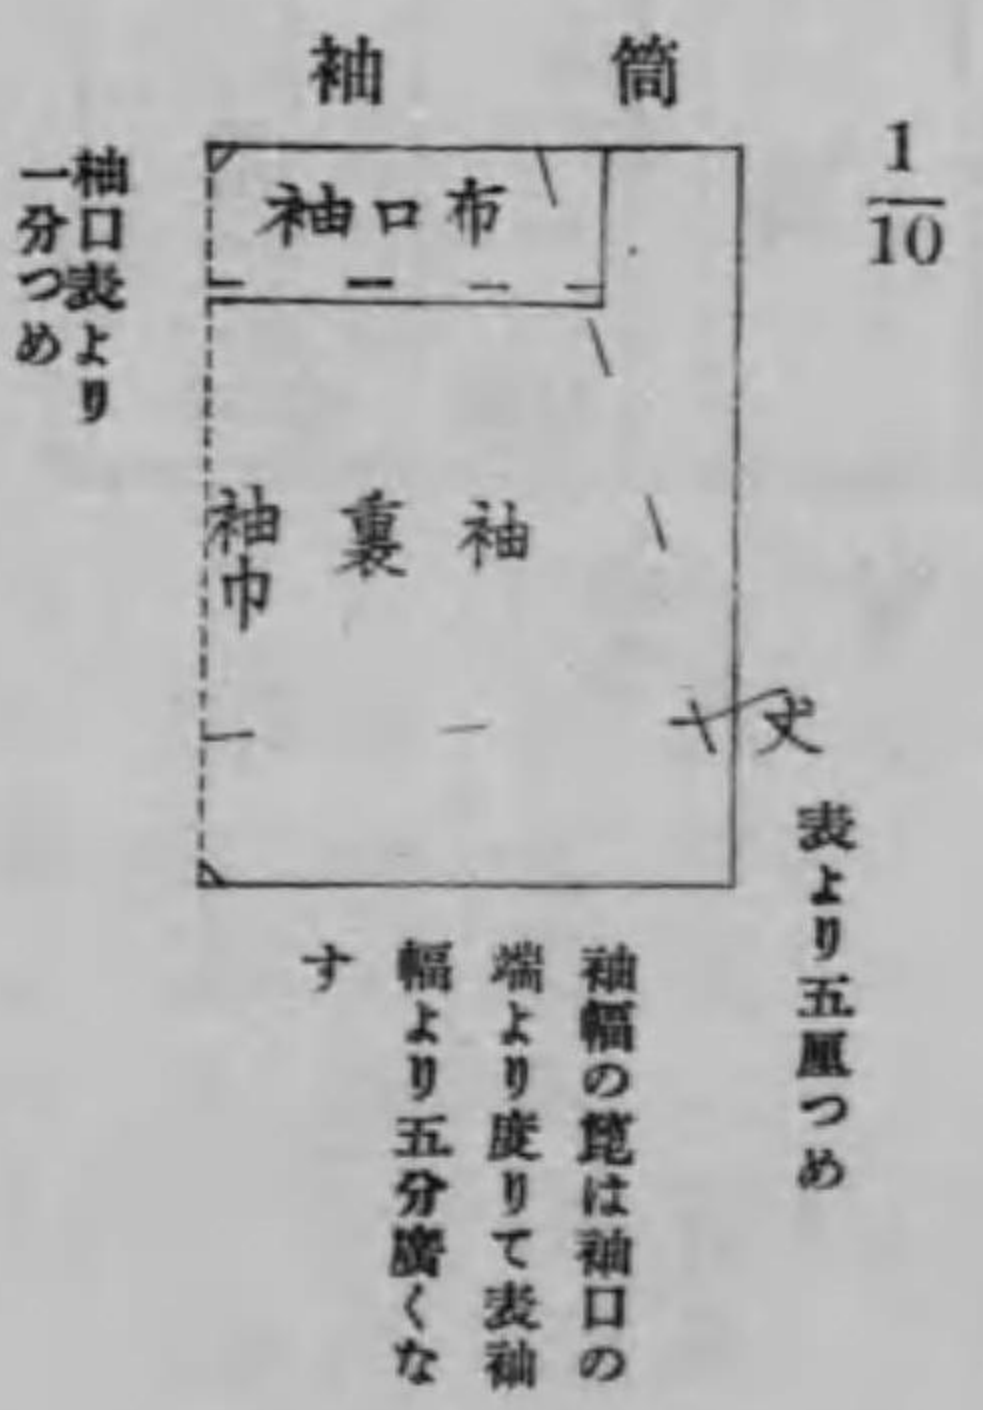 筒袖
1/10
袖口表より
一分つめ
袖口布
袖裏
袖巾
丈
表より五厘つめ
袖幅の箆は袖口の
端より度りて表袖
幅より五分廣くな
す